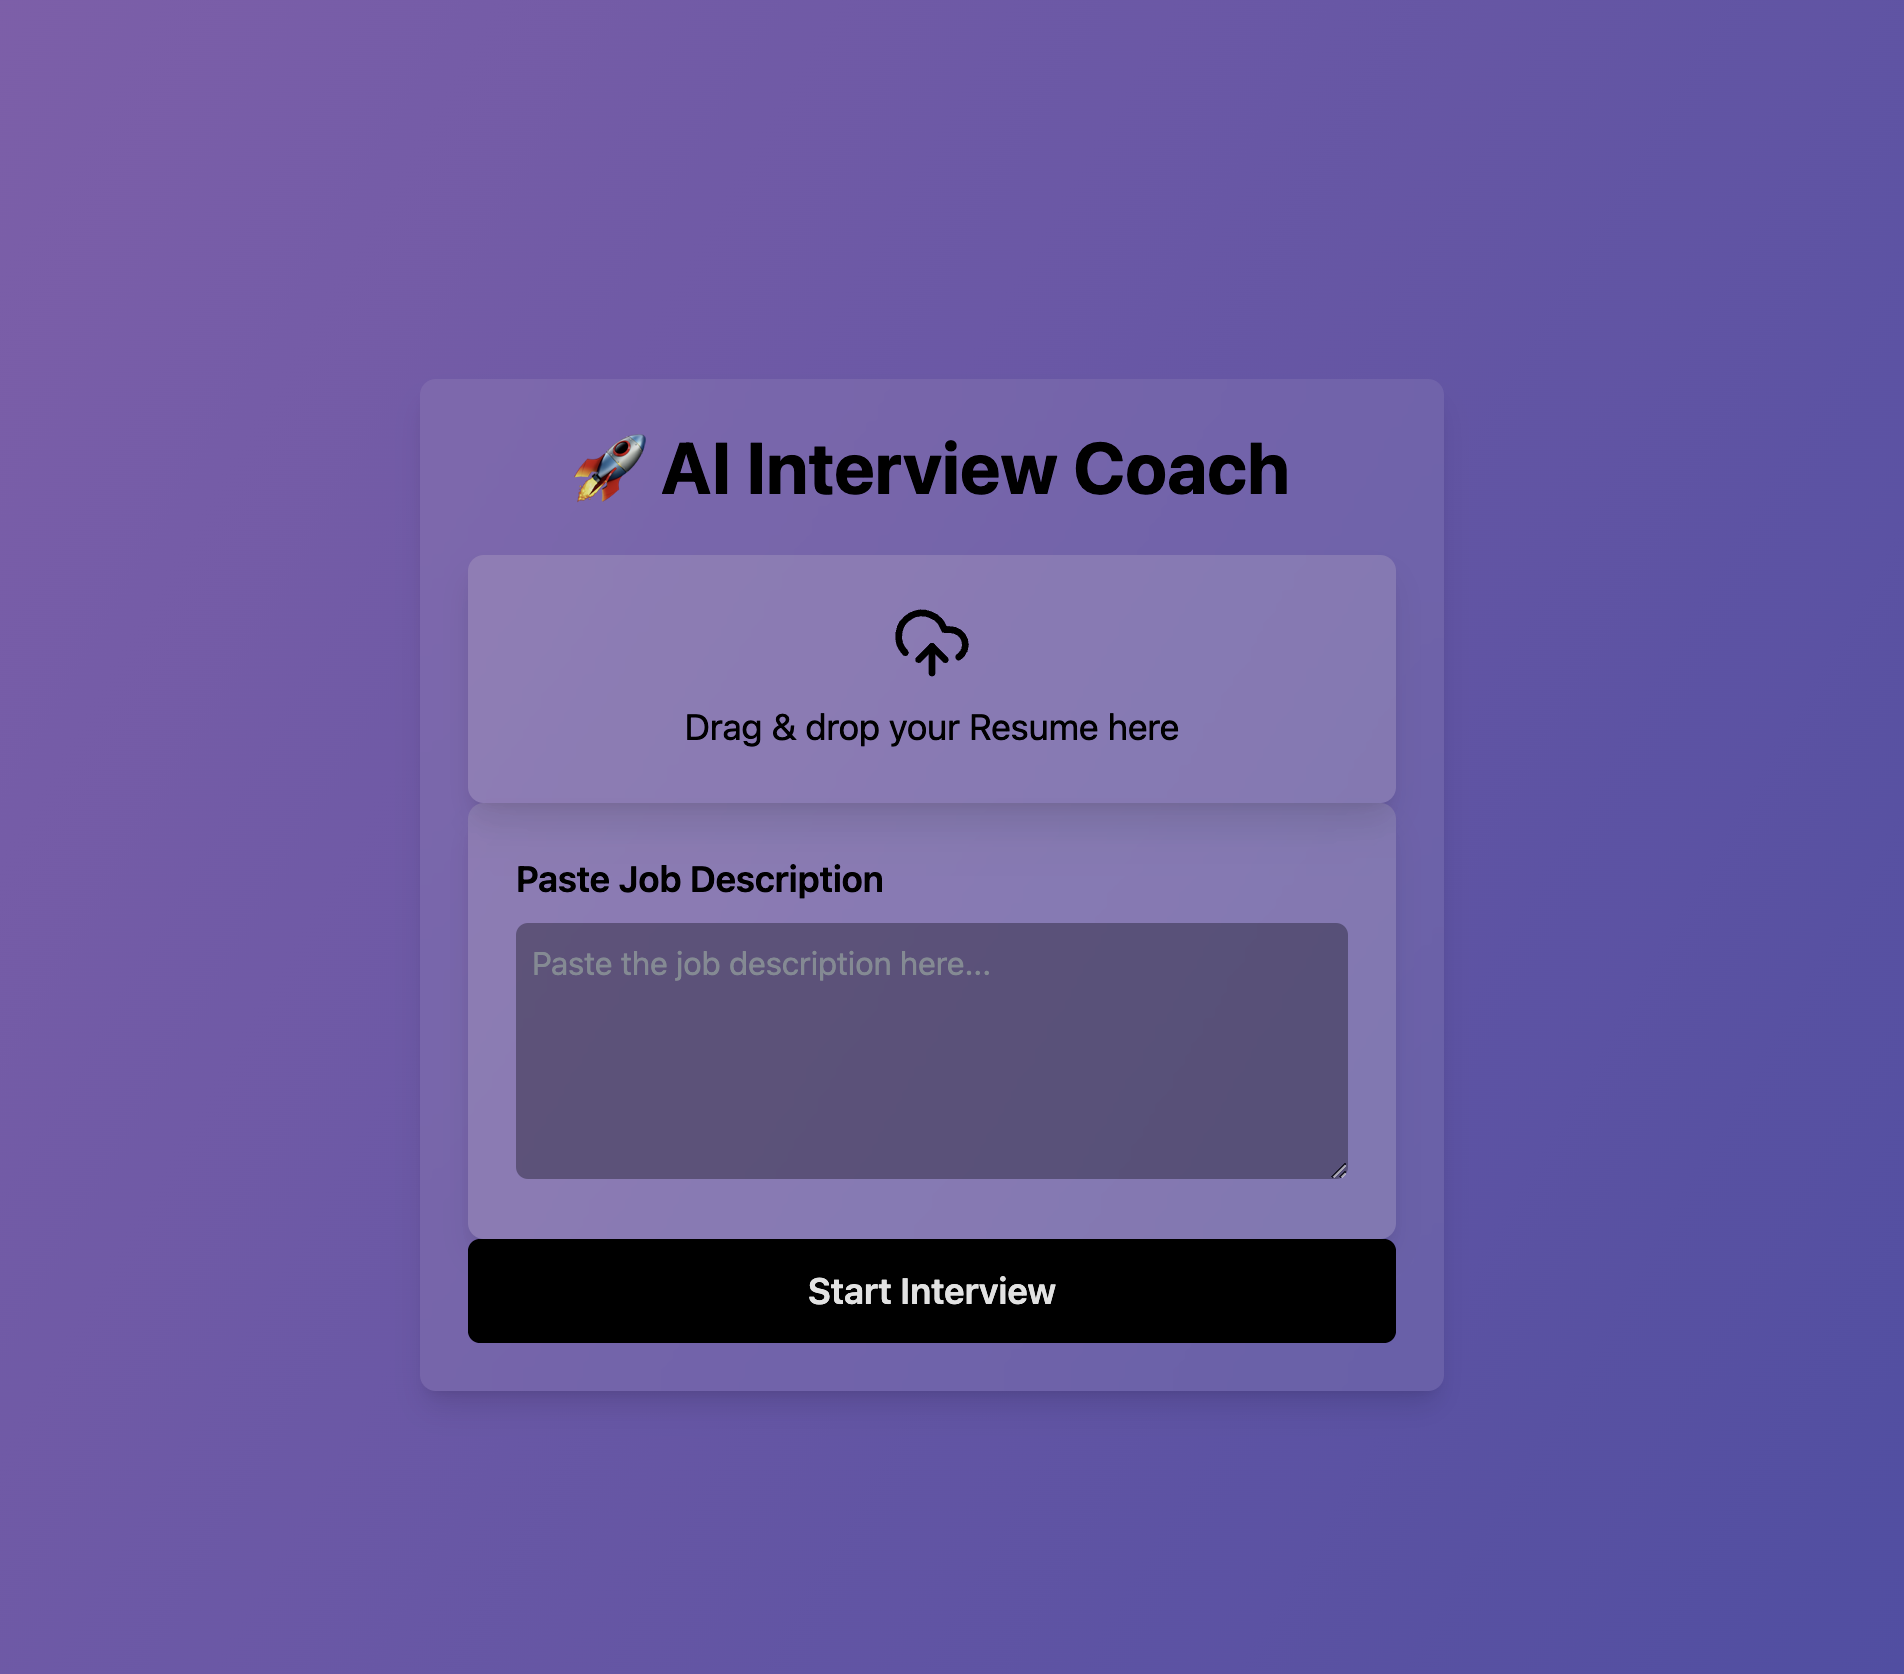 🚀 AI Interview Coach
Drag & drop your Resume here
Paste Job Description
Paste the job description here...
Start Interview